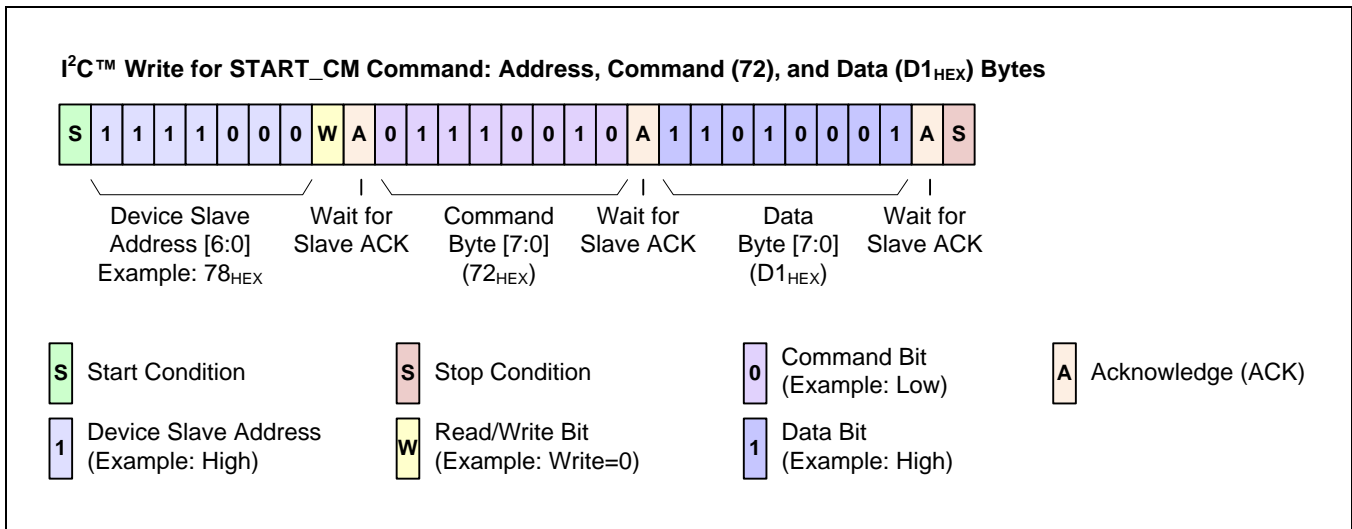 I²C™ Write for START_CM Command: Address, Command (72), and Data (D1HEX) Bytes
S 1 1 1 1 0 0 0 W A 0 1 1 1 0 0 1 0 A 1 1 0 1 0 0 0 1 A S
Device Slave Address [6:0] Example: 78HEX
Wait for Slave ACK
Command Byte [7:0] (72HEX)
Wait for Slave ACK
Data Byte [7:0] (D1HEX)
Wait for Slave ACK
S Start Condition
S Stop Condition
0 Command Bit (Example: Low)
A Acknowledge (ACK)
1 Device Slave Address (Example: High)
W Read/Write Bit (Example: Write=0)
1 Data Bit (Example: High)